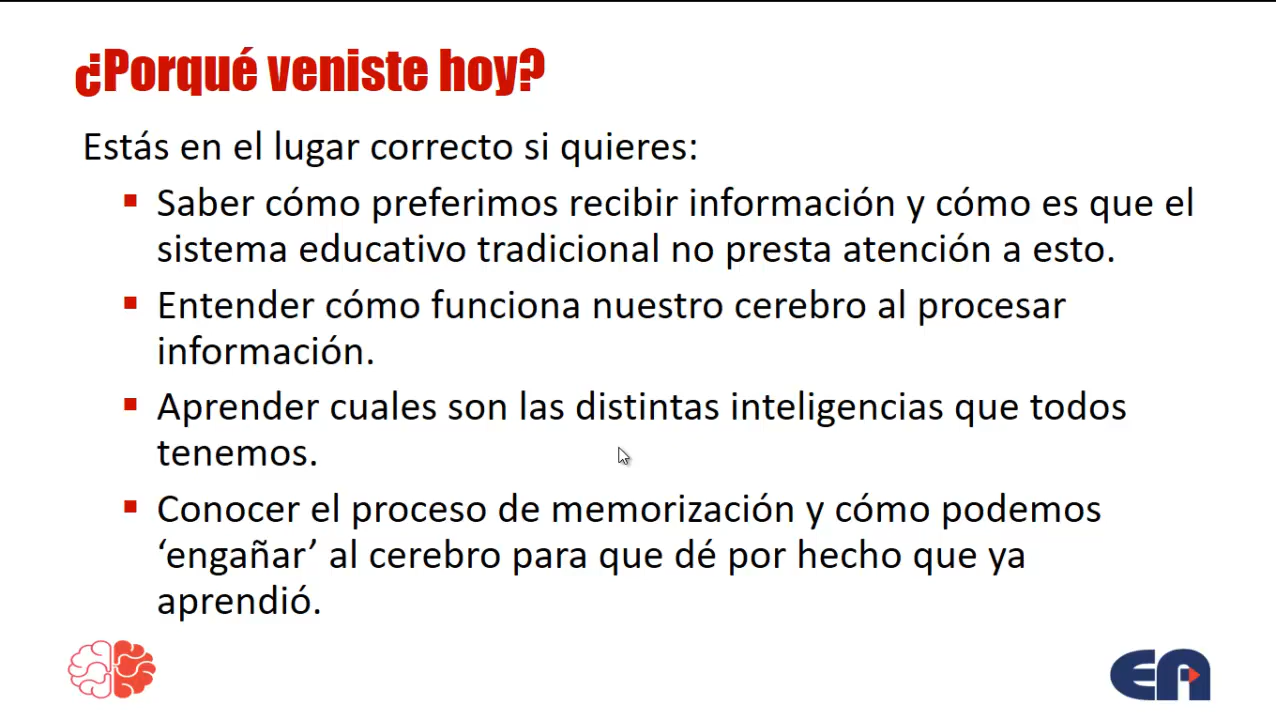 ¿Porqué veniste hoy?
Estás en el lugar correcto si quieres:
▪ Saber cómo preferimos recibir información y cómo es que el
sistema educativo tradicional no presta atención a esto.
▪ Entender cómo funciona nuestro cerebro al procesar
información.
▪ Aprender cuales son las distintas inteligencias que todos
tenemos.
▪ Conocer el proceso de memorización y cómo podemos
‘engañar’ al cerebro para que dé por hecho que ya
aprendió.
EA